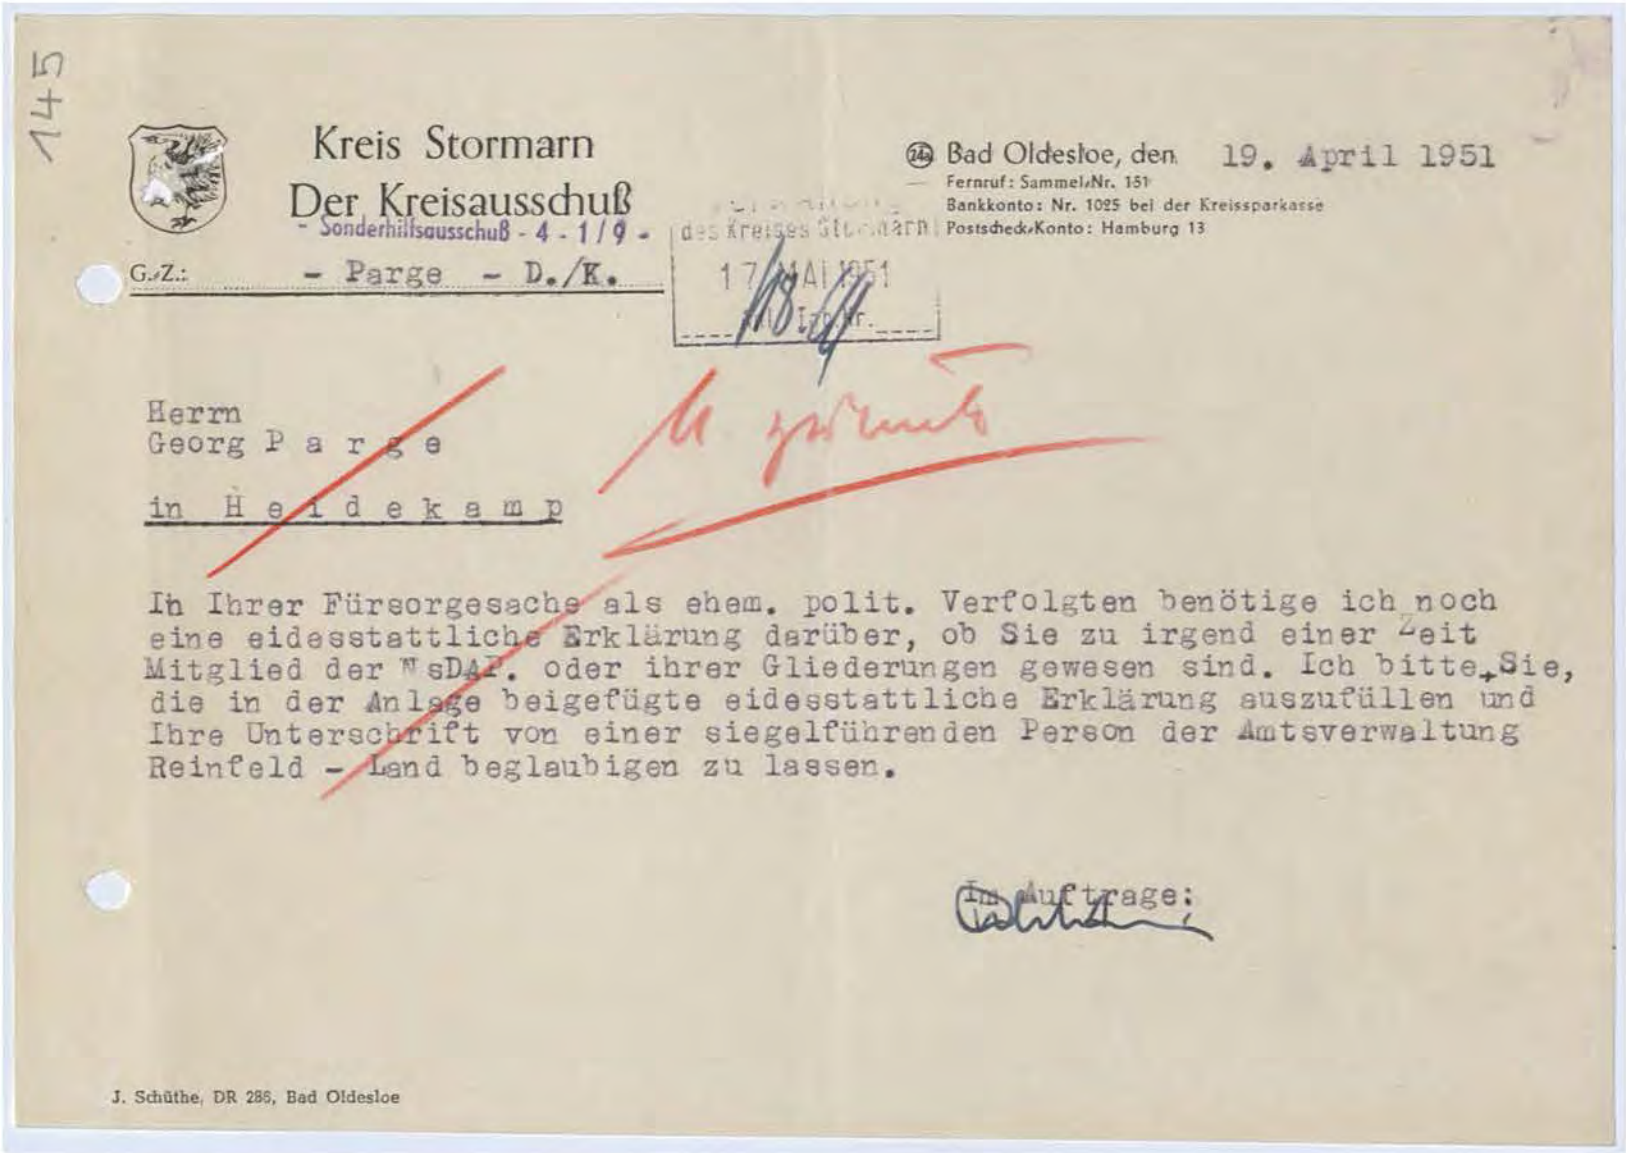 145
Kreis Stormarn
Der Kreisausschuß
- Sonderhilfsausschuß - 4 - 1/9 -
G.-Z.: - Parge - D./K.
24a Bad Oldesloe, den 19. April 1951
Fernruf: Sammel-Nr. 151
Bankkonto: Nr. 1025 bei der Kreissparkasse
Postscheck-Konto: Hamburg 13
des Kreises Stormarn
17. MAI 1951
Herrn
Georg P a r g e
in H e i d e k a m p
zurück
In Ihrer Fürsorgesache als ehem. polit. Verfolgten benötige ich noch
eine eidesstattliche Erklärung darüber, ob Sie zu irgend einer Zeit
Mitglied der NsDAP. oder ihrer Gliederungen gewesen sind. Ich bitte Sie,
die in der Anlage beigefügte eidesstattliche Erklärung auszufüllen und
Ihre Unterschrift von einer siegelführenden Person der Amtsverwaltung
Reinfeld - Land beglaubigen zu lassen.
Im Auftrage:
J. Schüthe, DR 286, Bad Oldesloe